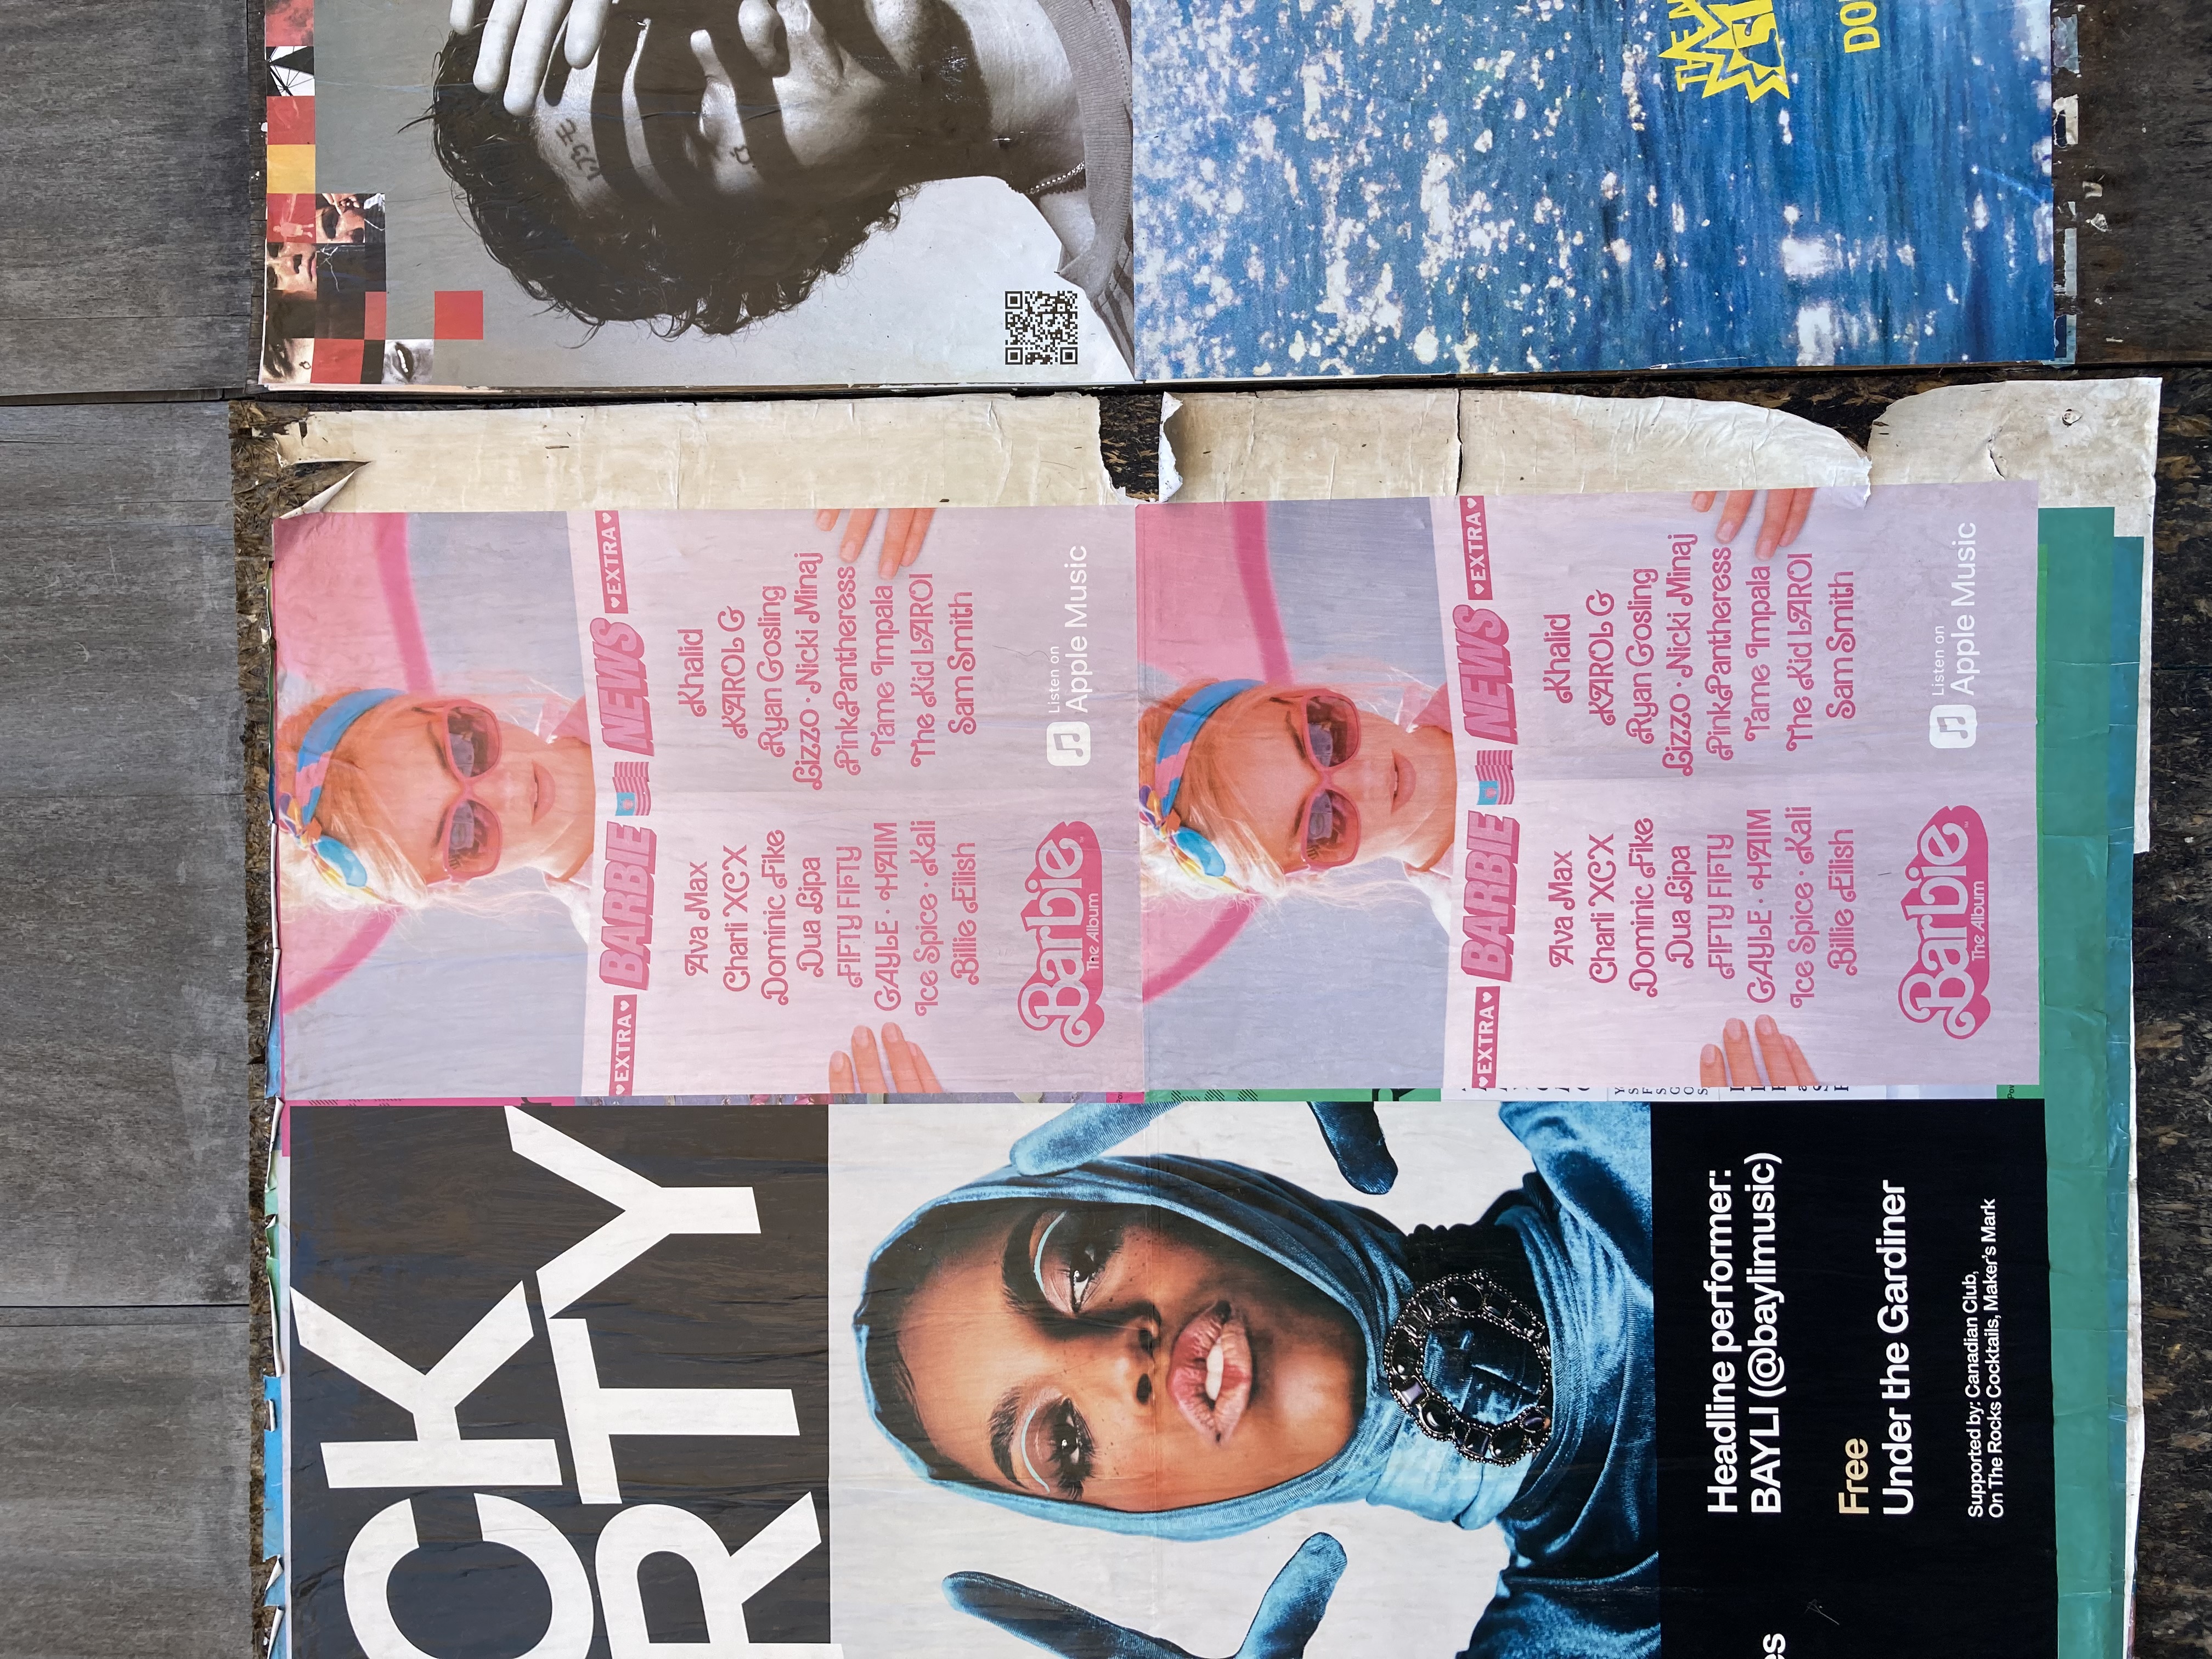 CK
RTY
Headline performer:
BAYLI (@baylimusic)
es
Free
Under the Gardiner
Supported by: Canadian Club,
On The Rocks Cocktails, Maker's Mark
♥EXTRA♥ BARBIE NEWS ♥EXTRA♥
Ava Max
Charli XCX
Dominic Fike
Dua Lipa
FIFTY FIFTY
GAYLE · HAIM
Ice Spice · Kali
Billie Eilish
Khalid
KAROL G
Ryan Gosling
Lizzo · Nicki Minaj
PinkPantheress
Tame Impala
The Kid LAROI
Sam Smith
Barbie
The Album
Listen on
Apple Music
♥EXTRA♥ BARBIE NEWS ♥EXTRA♥
Ava Max
Charli XCX
Dominic Fike
Dua Lipa
FIFTY FIFTY
GAYLE · HAIM
Ice Spice · Kali
Billie Eilish
Khalid
KAROL G
Ryan Gosling
Lizzo · Nicki Minaj
PinkPantheress
Tame Impala
The Kid LAROI
Sam Smith
Barbie
The Album
Listen on
Apple Music
THE
DO